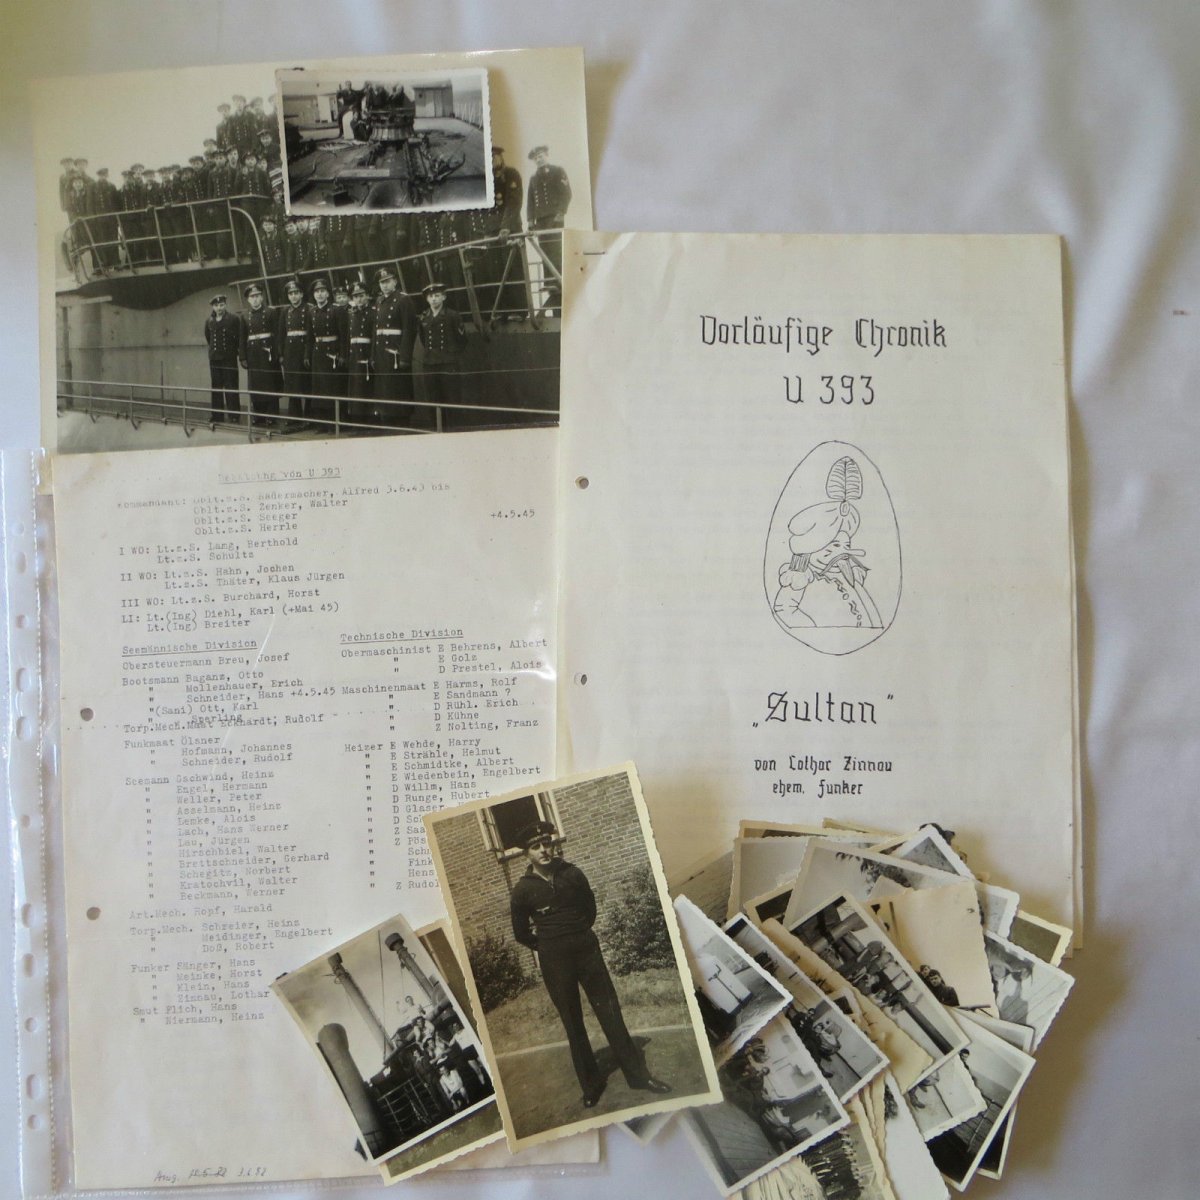 Besatzung von U 393
Kommandant: Oblt.z.S. Radermacher, Alfred 3.6.43 bis
Oblt.z.S. Zenker, Walter
Oblt.z.S. Seeger
Oblt.z.S. Herrle +4.5.45
I WO: Lt.z.S. Lamg, Berthold
Lt.z.S. Schultz
II WO: Lt.z.S. Hahn, Jochen
Lt.z.S. Thäter, Klaus Jürgen
III WO: Lt.z.S. Burchard, Horst
LI: Lt.(Ing) Diehl, Karl (+Mai 45)
Lt.(Ing) Breiter
Seemännische Division
Obersteuermann Breu, Josef
Bootsmann Baganz, Otto
" Mollenhauer, Erich
" Schneider, Hans +4.5.45
"(Sani) Ott, Karl
" Sperling
Torp.Mech.Maat Eckhardt, Rudolf
Funkmaat Ölsner
" Hofmann, Johannes
" Schneider, Rudolf
Seemann Gschwind, Heinz
" Engel, Hermann
" Weller, Peter
" Asselmann, Heinz
" Lemke, Alois
" Lach, Hans Werner
" Lau, Jürgen
" Hirschbiel, Walter
" Brettschneider, Gerhard
" Schegitz, Norbert
" Kratochvil, Walter
" Beckmann, Werner
Art.Mech. Ropf, Harald
Torp.Mech. Schreier, Heinz
" Meidinger, Engelbert
" Doß, Robert
Funker Sänger, Hans
" Meinke, Horst
" Klein, Hans
" Zinnau, Lothar
Smut Flich, Hans
" Niermann, Heinz
Technische Division
Obermaschinist E Behrens, Albert
" E Golz
" D Prestel, Alois
Maschinenmaat E Harms, Rolf
" E Sandmann ?
" D Rühl, Erich
" D Kühne
" Z Nolting, Franz
Heizer E Wehde, Harry
" E Strähle, Helmut
" E Schmidtke, Albert
" E Wiedenbein, Engelbert
" D Willm, Hans
" D Runge, Hubert
" D Glaser,
" D
" Z
" Z
"
"
"
" Z Rudol
3.6.82
Vorläufige Chronik
U 393
„Sultan"
von Lothar Zinnau
ehem. Funker